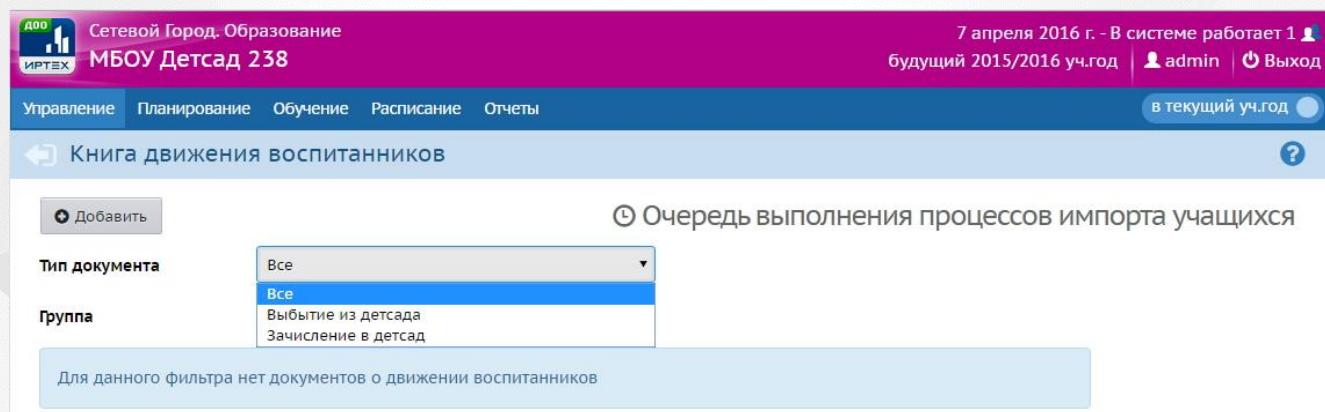 ДОО
ИРТЕХ
Сетевой Город. Образование
МБОУ Детсад 238
7 апреля 2016 г. - В системе работает 1
будущий 2015/2016 уч.год admin Выход
Управление Планирование Обучение Расписание Отчеты в текущий уч.год
Книга движения воспитанников ?
Добавить Очередь выполнения процессов импорта учащихся
Тип документа Все
Все
Группа Выбытие из детсада
Зачисление в детсад
Для данного фильтра нет документов о движении воспитанников